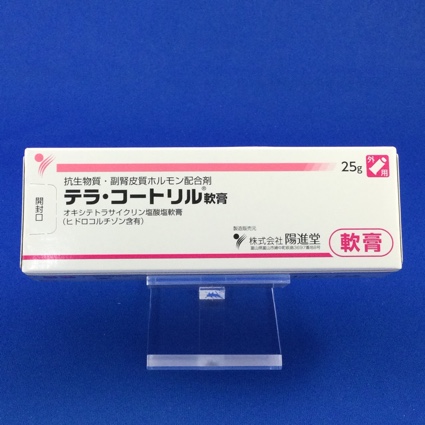 開封口
抗生物質・副腎皮質ホルモン配合剤
テラ・コートリル®軟膏
オキシテトラサイクリン塩酸塩軟膏
(ヒドロコルチゾン含有)
25g
外用
製造販売元
株式会社 陽進堂
軟膏